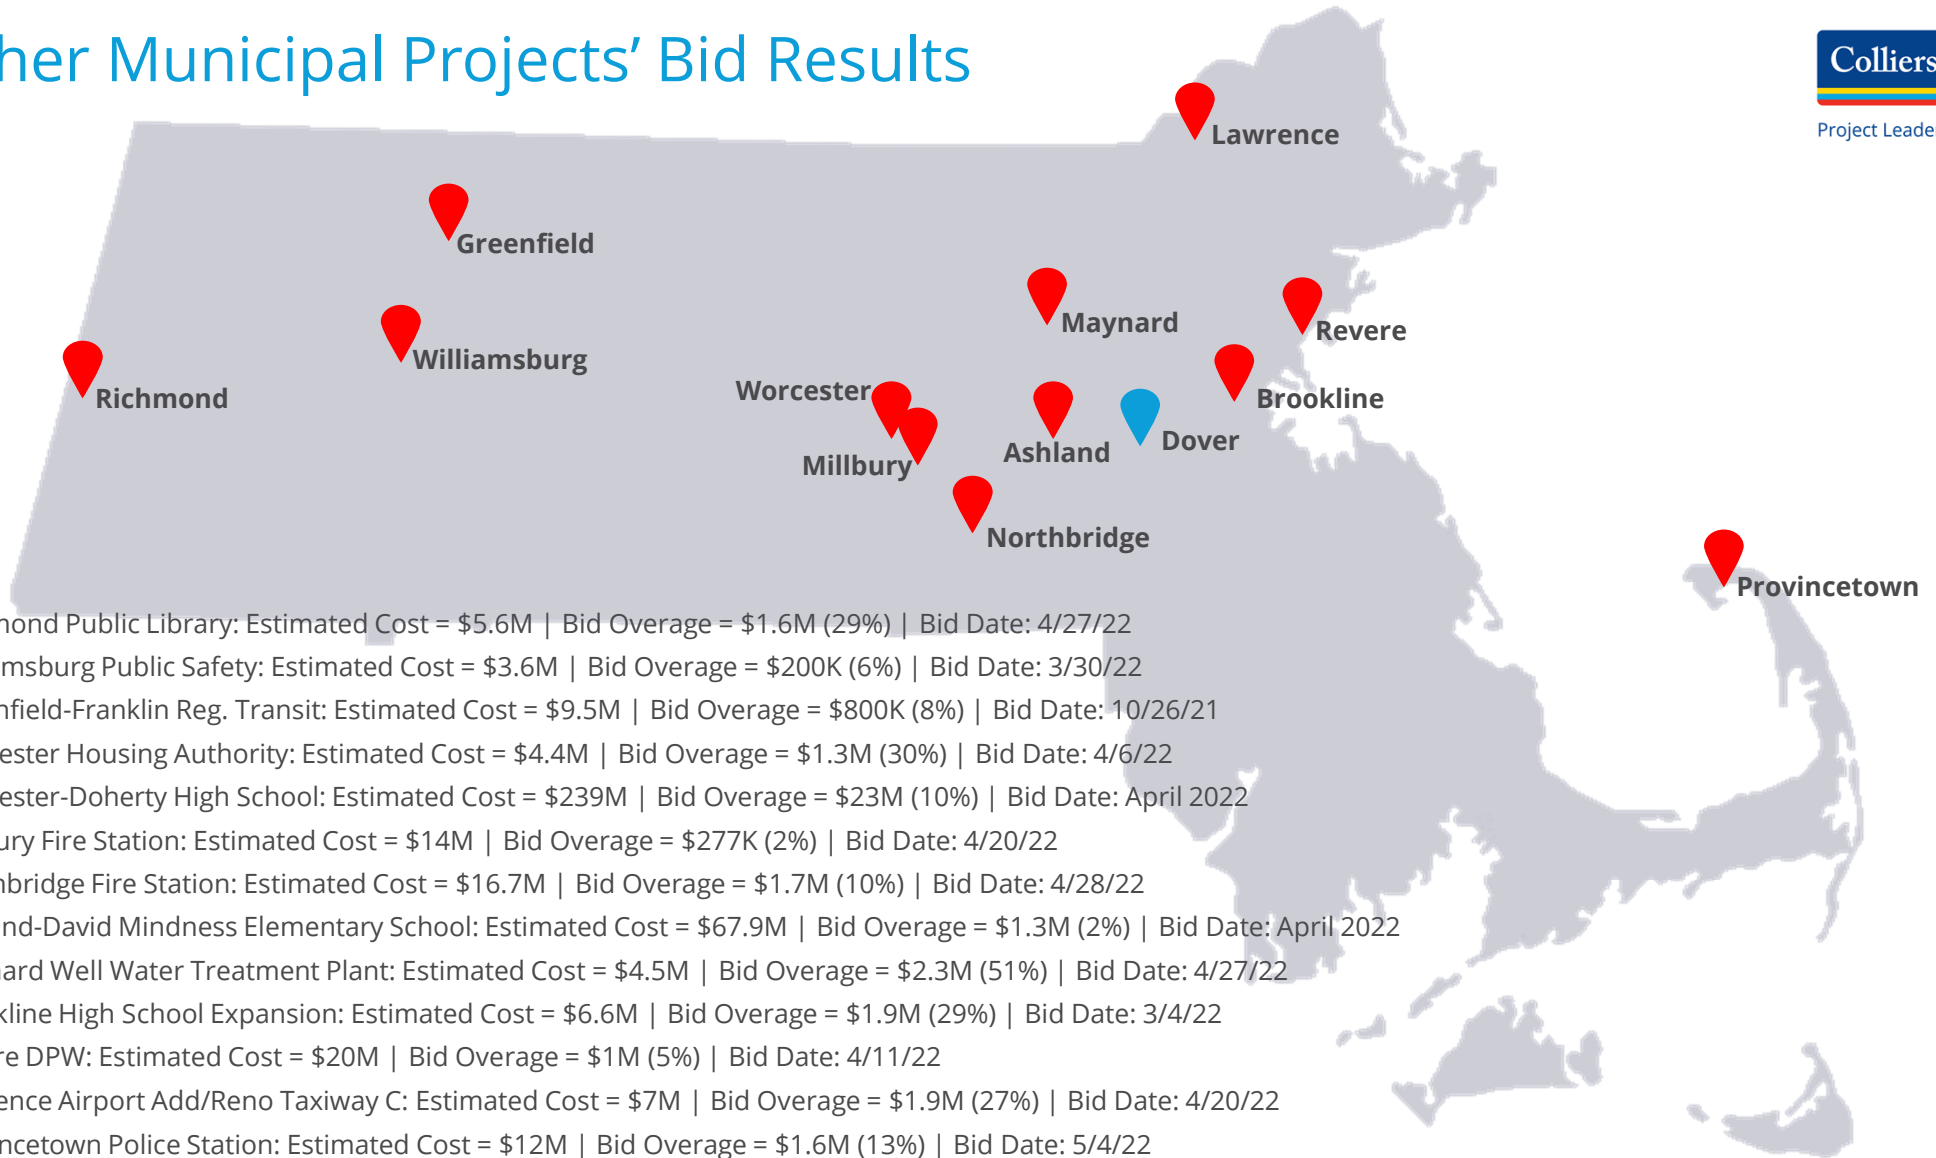 her Municipal Projects’ Bid Results
Colliers
Project Leade
Lawrence
Greenfield
Maynard
Revere
Williamsburg
Richmond
Worcester
Brookline
Dover
Ashland
Millbury
Northbridge
Provincetown
mond Public Library: Estimated Cost = $5.6M | Bid Overage = $1.6M (29%) | Bid Date: 4/27/22
msburg Public Safety: Estimated Cost = $3.6M | Bid Overage = $200K (6%) | Bid Date: 3/30/22
nfield-Franklin Reg. Transit: Estimated Cost = $9.5M | Bid Overage = $800K (8%) | Bid Date: 10/26/21
ester Housing Authority: Estimated Cost = $4.4M | Bid Overage = $1.3M (30%) | Bid Date: 4/6/22
ester-Doherty High School: Estimated Cost = $239M | Bid Overage = $23M (10%) | Bid Date: April 2022
ury Fire Station: Estimated Cost = $14M | Bid Overage = $277K (2%) | Bid Date: 4/20/22
nbridge Fire Station: Estimated Cost = $16.7M | Bid Overage = $1.7M (10%) | Bid Date: 4/28/22
nd-David Mindness Elementary School: Estimated Cost = $67.9M | Bid Overage = $1.3M (2%) | Bid Date: April 2022
ard Well Water Treatment Plant: Estimated Cost = $4.5M | Bid Overage = $2.3M (51%) | Bid Date: 4/27/22
kline High School Expansion: Estimated Cost = $6.6M | Bid Overage = $1.9M (29%) | Bid Date: 3/4/22
re DPW: Estimated Cost = $20M | Bid Overage = $1M (5%) | Bid Date: 4/11/22
ence Airport Add/Reno Taxiway C: Estimated Cost = $7M | Bid Overage = $1.9M (27%) | Bid Date: 4/20/22
ncetown Police Station: Estimated Cost = $12M | Bid Overage = $1.6M (13%) | Bid Date: 5/4/22